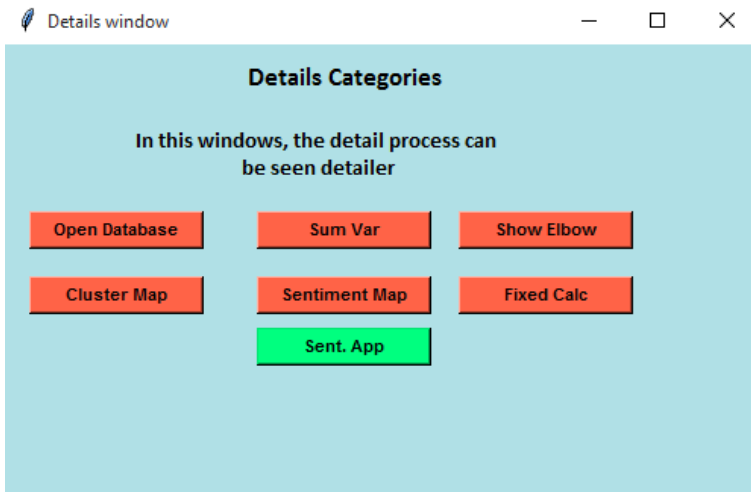 Details window
Details Categories
In this windows, the detail process can
be seen detailer
Open Database
Sum Var
Show Elbow
Cluster Map
Sentiment Map
Fixed Calc
Sent. App